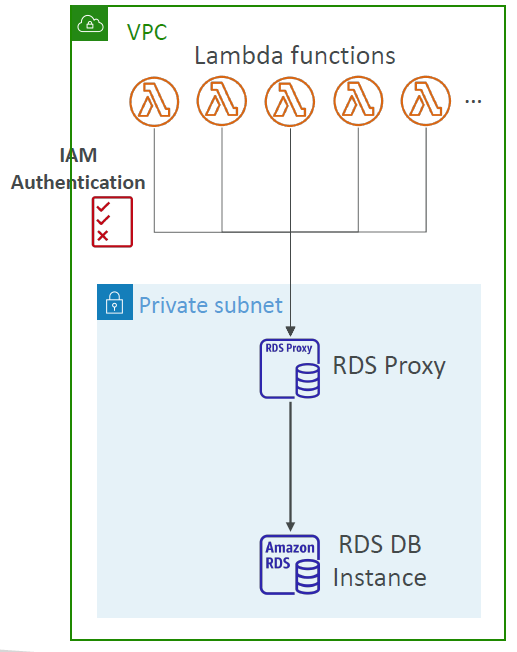 VPC
Lambda functions
...
IAM
Authentication
Private subnet
RDS Proxy
RDS Proxy
Amazon
RDS
RDS DB
Instance